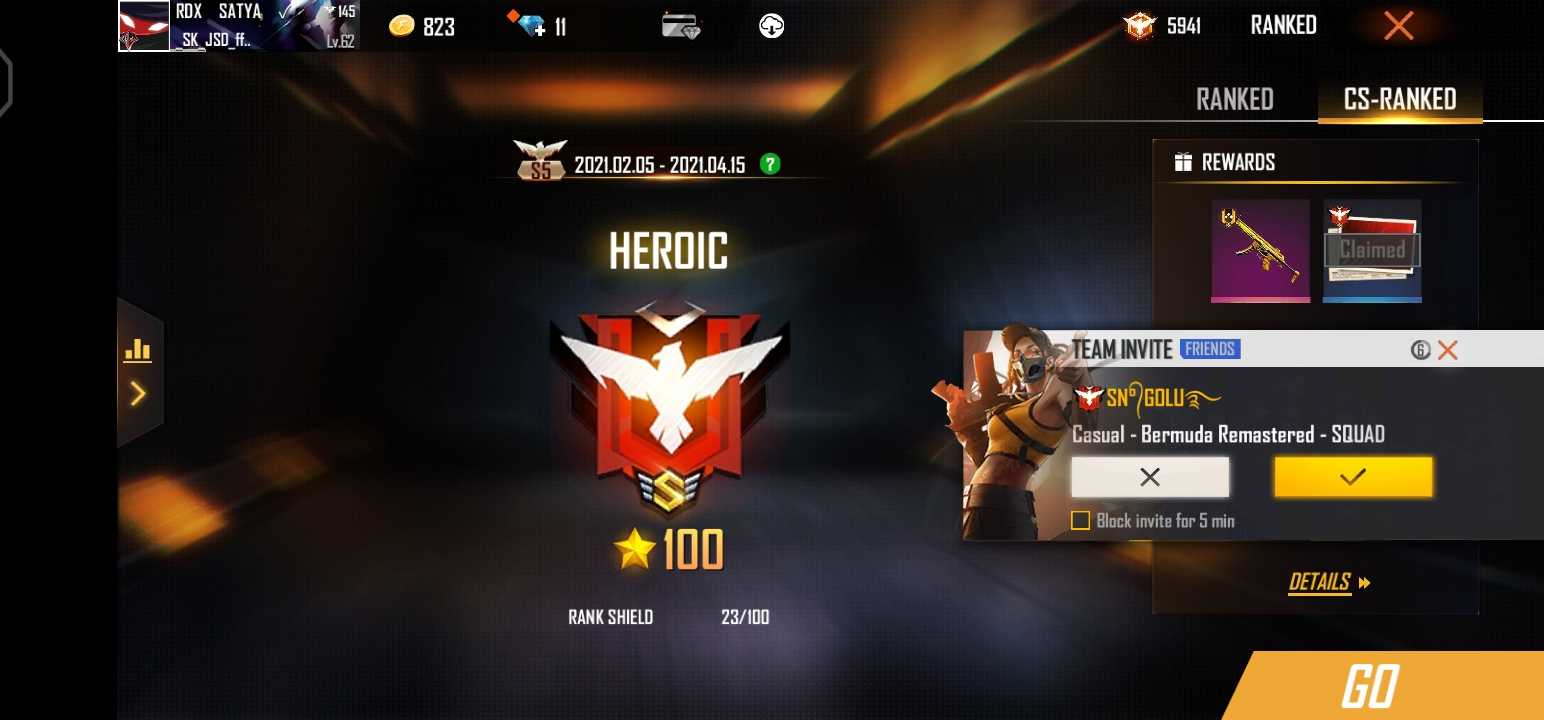 RDX SATYA ✓ 145
_SK_JSD_ff.. Lv.62
823
11
5941
RANKED
RANKED
CS-RANKED
S5 2021.02.05 - 2021.04.15 ?
REWARDS
HEROIC
Claimed
TEAM INVITE FRIENDS 6
SNᴼ GOLU
Casual - Bermuda Remastered - SQUAD
Block invite for 5 min
S
100
DETAILS
RANK SHIELD 23/100
GO